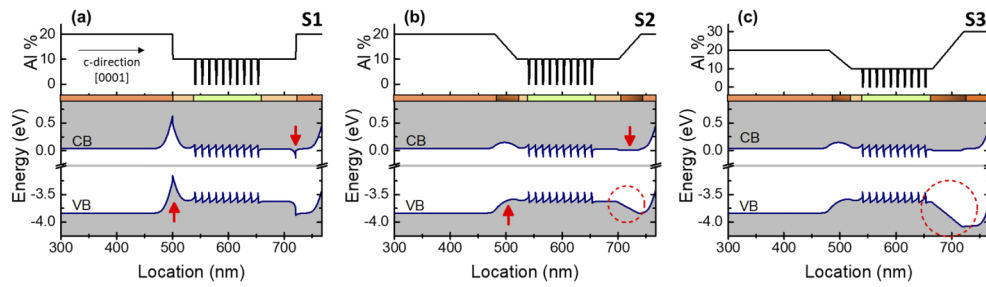 (a) S1
Al %
20
10
0
c-direction
[0001]
Energy (eV)
0.5
0.0
-3.5
-4.0
CB
VB
300 400 500 600 700
Location (nm)
(b) S2
Al %
20
10
0
Energy (eV)
0.5
0.0
-3.5
-4.0
CB
VB
300 400 500 600 700
Location (nm)
(c) S3
Al %
30
20
10
0
Energy (eV)
0.5
0.0
-3.5
-4.0
CB
VB
300 400 500 600 700
Location (nm)